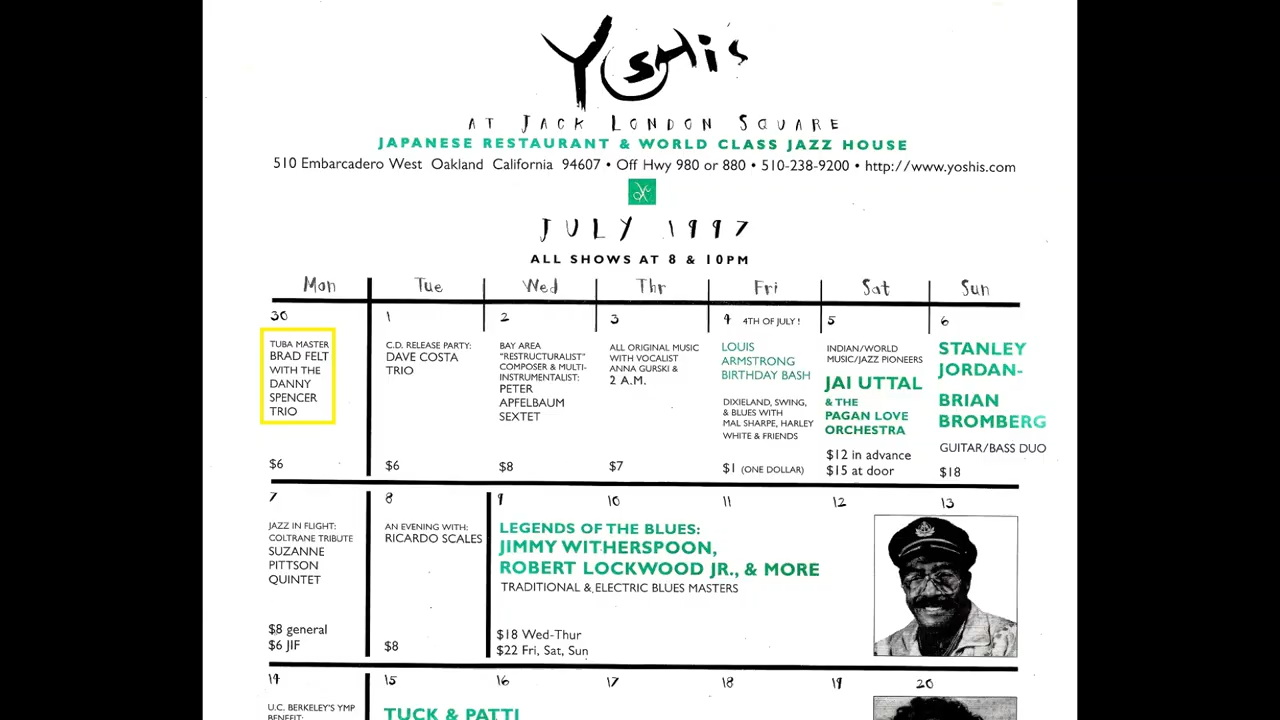 Yoshi's
AT JACK LONDON SQUARE
JAPANESE RESTAURANT & WORLD CLASS JAZZ HOUSE
510 Embarcadero West Oakland California 94607 • Off Hwy 980 or 880 • 510-238-9200 • http://www.yoshis.com
JULY 1997
ALL SHOWS AT 8 & 10PM
Mon Tue Wed Thr Fri Sat Sun
30
TUBA MASTER
BRAD FELT
WITH THE
DANNY
SPENCER
TRIO
$6
1
C.D. RELEASE PARTY:
DAVE COSTA
TRIO
$6
2
BAY AREA
"RESTRUCTURALIST"
COMPOSER & MULTI-
INSTRUMENTALIST:
PETER
APFELBAUM
SEXTET
$8
3
ALL ORIGINAL MUSIC
WITH VOCALIST
ANNA GURSKI &
2 A.M.
$7
4 4TH OF JULY !
LOUIS
ARMSTRONG
BIRTHDAY BASH
DIXIELAND, SWING,
& BLUES WITH
MAL SHARPE, HARLEY
WHITE & FRIENDS
$1 (ONE DOLLAR)
5
INDIAN/WORLD
MUSIC/JAZZ PIONEERS
JAI UTTAL
& THE
PAGAN LOVE
ORCHESTRA
$12 in advance
$15 at door
6
STANLEY
JORDAN-
BRIAN
BROMBERG
GUITAR/BASS DUO
$18
7
JAZZ IN FLIGHT:
COLTRANE TRIBUTE
SUZANNE
PITTSON
QUINTET
$8 general
$6 JIF
8
AN EVENING WITH:
RICARDO SCALES
$8
9 10 11 12 13
LEGENDS OF THE BLUES:
JIMMY WITHERSPOON,
ROBERT LOCKWOOD JR., & MORE
TRADITIONAL & ELECTRIC BLUES MASTERS
$18 Wed-Thur
$22 Fri, Sat, Sun
14 15 16 17 18 19 20
U.C. BERKELEY'S YMP
BENEFIT:
TUCK & PATTI